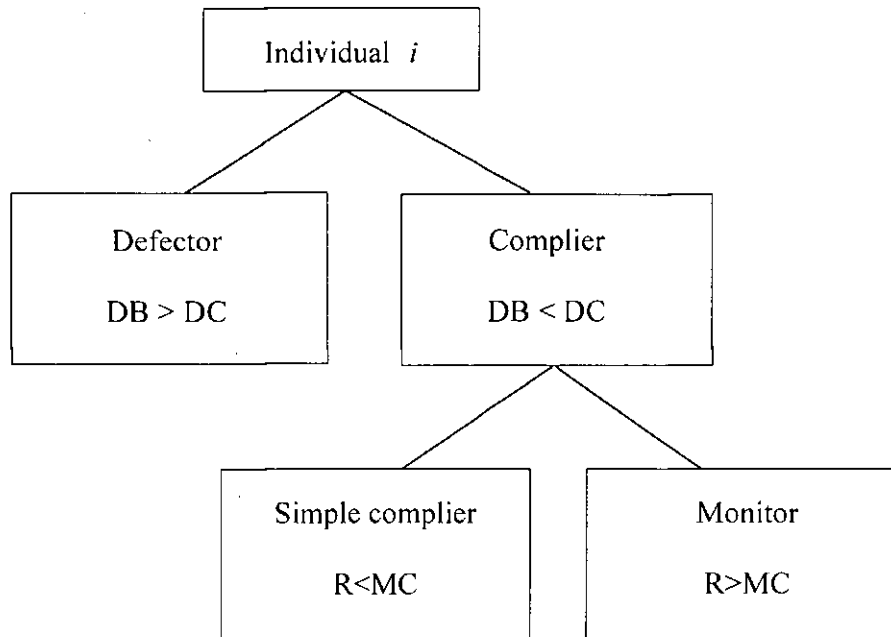 Individual i
Defector
DB > DC
Complier
DB < DC
Simple complier
R<MC
Monitor
R>MC